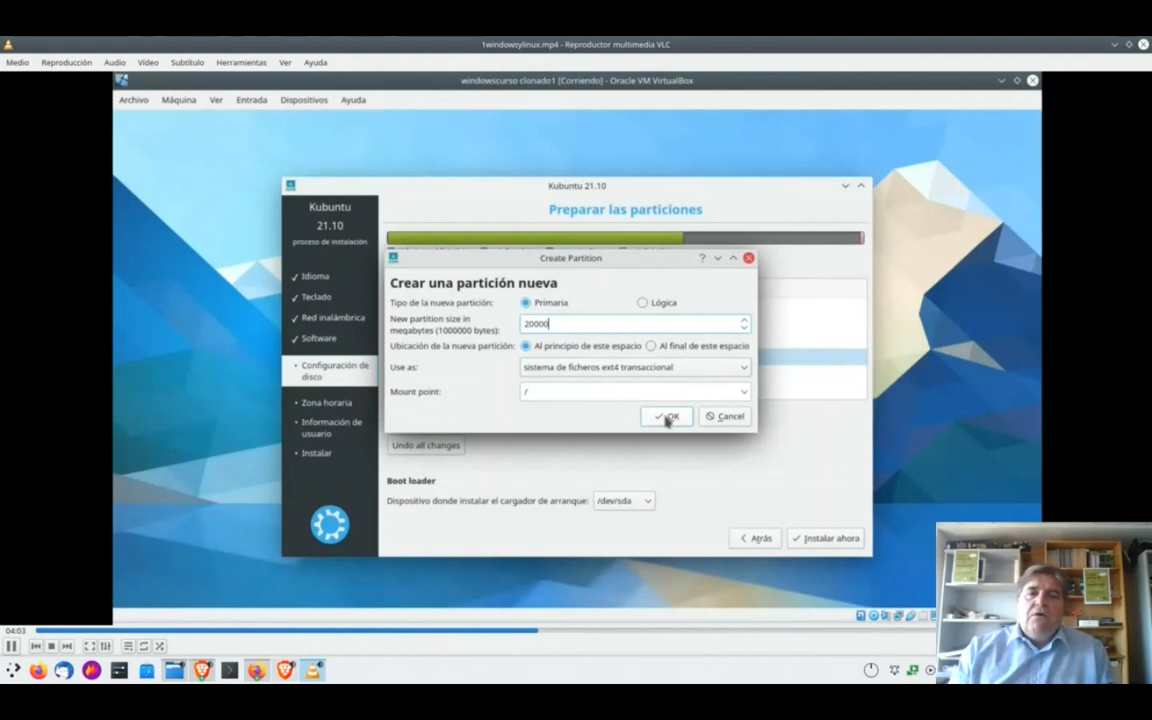 1windowsylinux.mp4 - Reproductor multimedia VLC
Medio Reproducción Audio Vídeo Subtítulo Herramientas Ver Ayuda
windowscurso clonado1 [Corriendo] - Oracle VM VirtualBox
Archivo Máquina Ver Entrada Dispositivos Ayuda
Kubuntu 21.10
Kubuntu
21.10
proceso de instalación
Idioma
Teclado
Red inalámbrica
Software
Configuración de
disco
Zona horaria
Información de
usuario
Instalar
Preparar las particiones
Create Partition
Crear una partición nueva
Tipo de la nueva partición: Primaria Lógica
New partition size in
megabytes (1000000 bytes): 20000
Ubicación de la nueva partición: Al principio de este espacio Al final de este espacio
Use as: sistema de ficheros ext4 transaccional
Mount point: /
OK Cancel
Undo all changes
Boot loader
Dispositivo donde instalar el cargador de arranque: /dev/sda
Atrás Instalar ahora
04:03